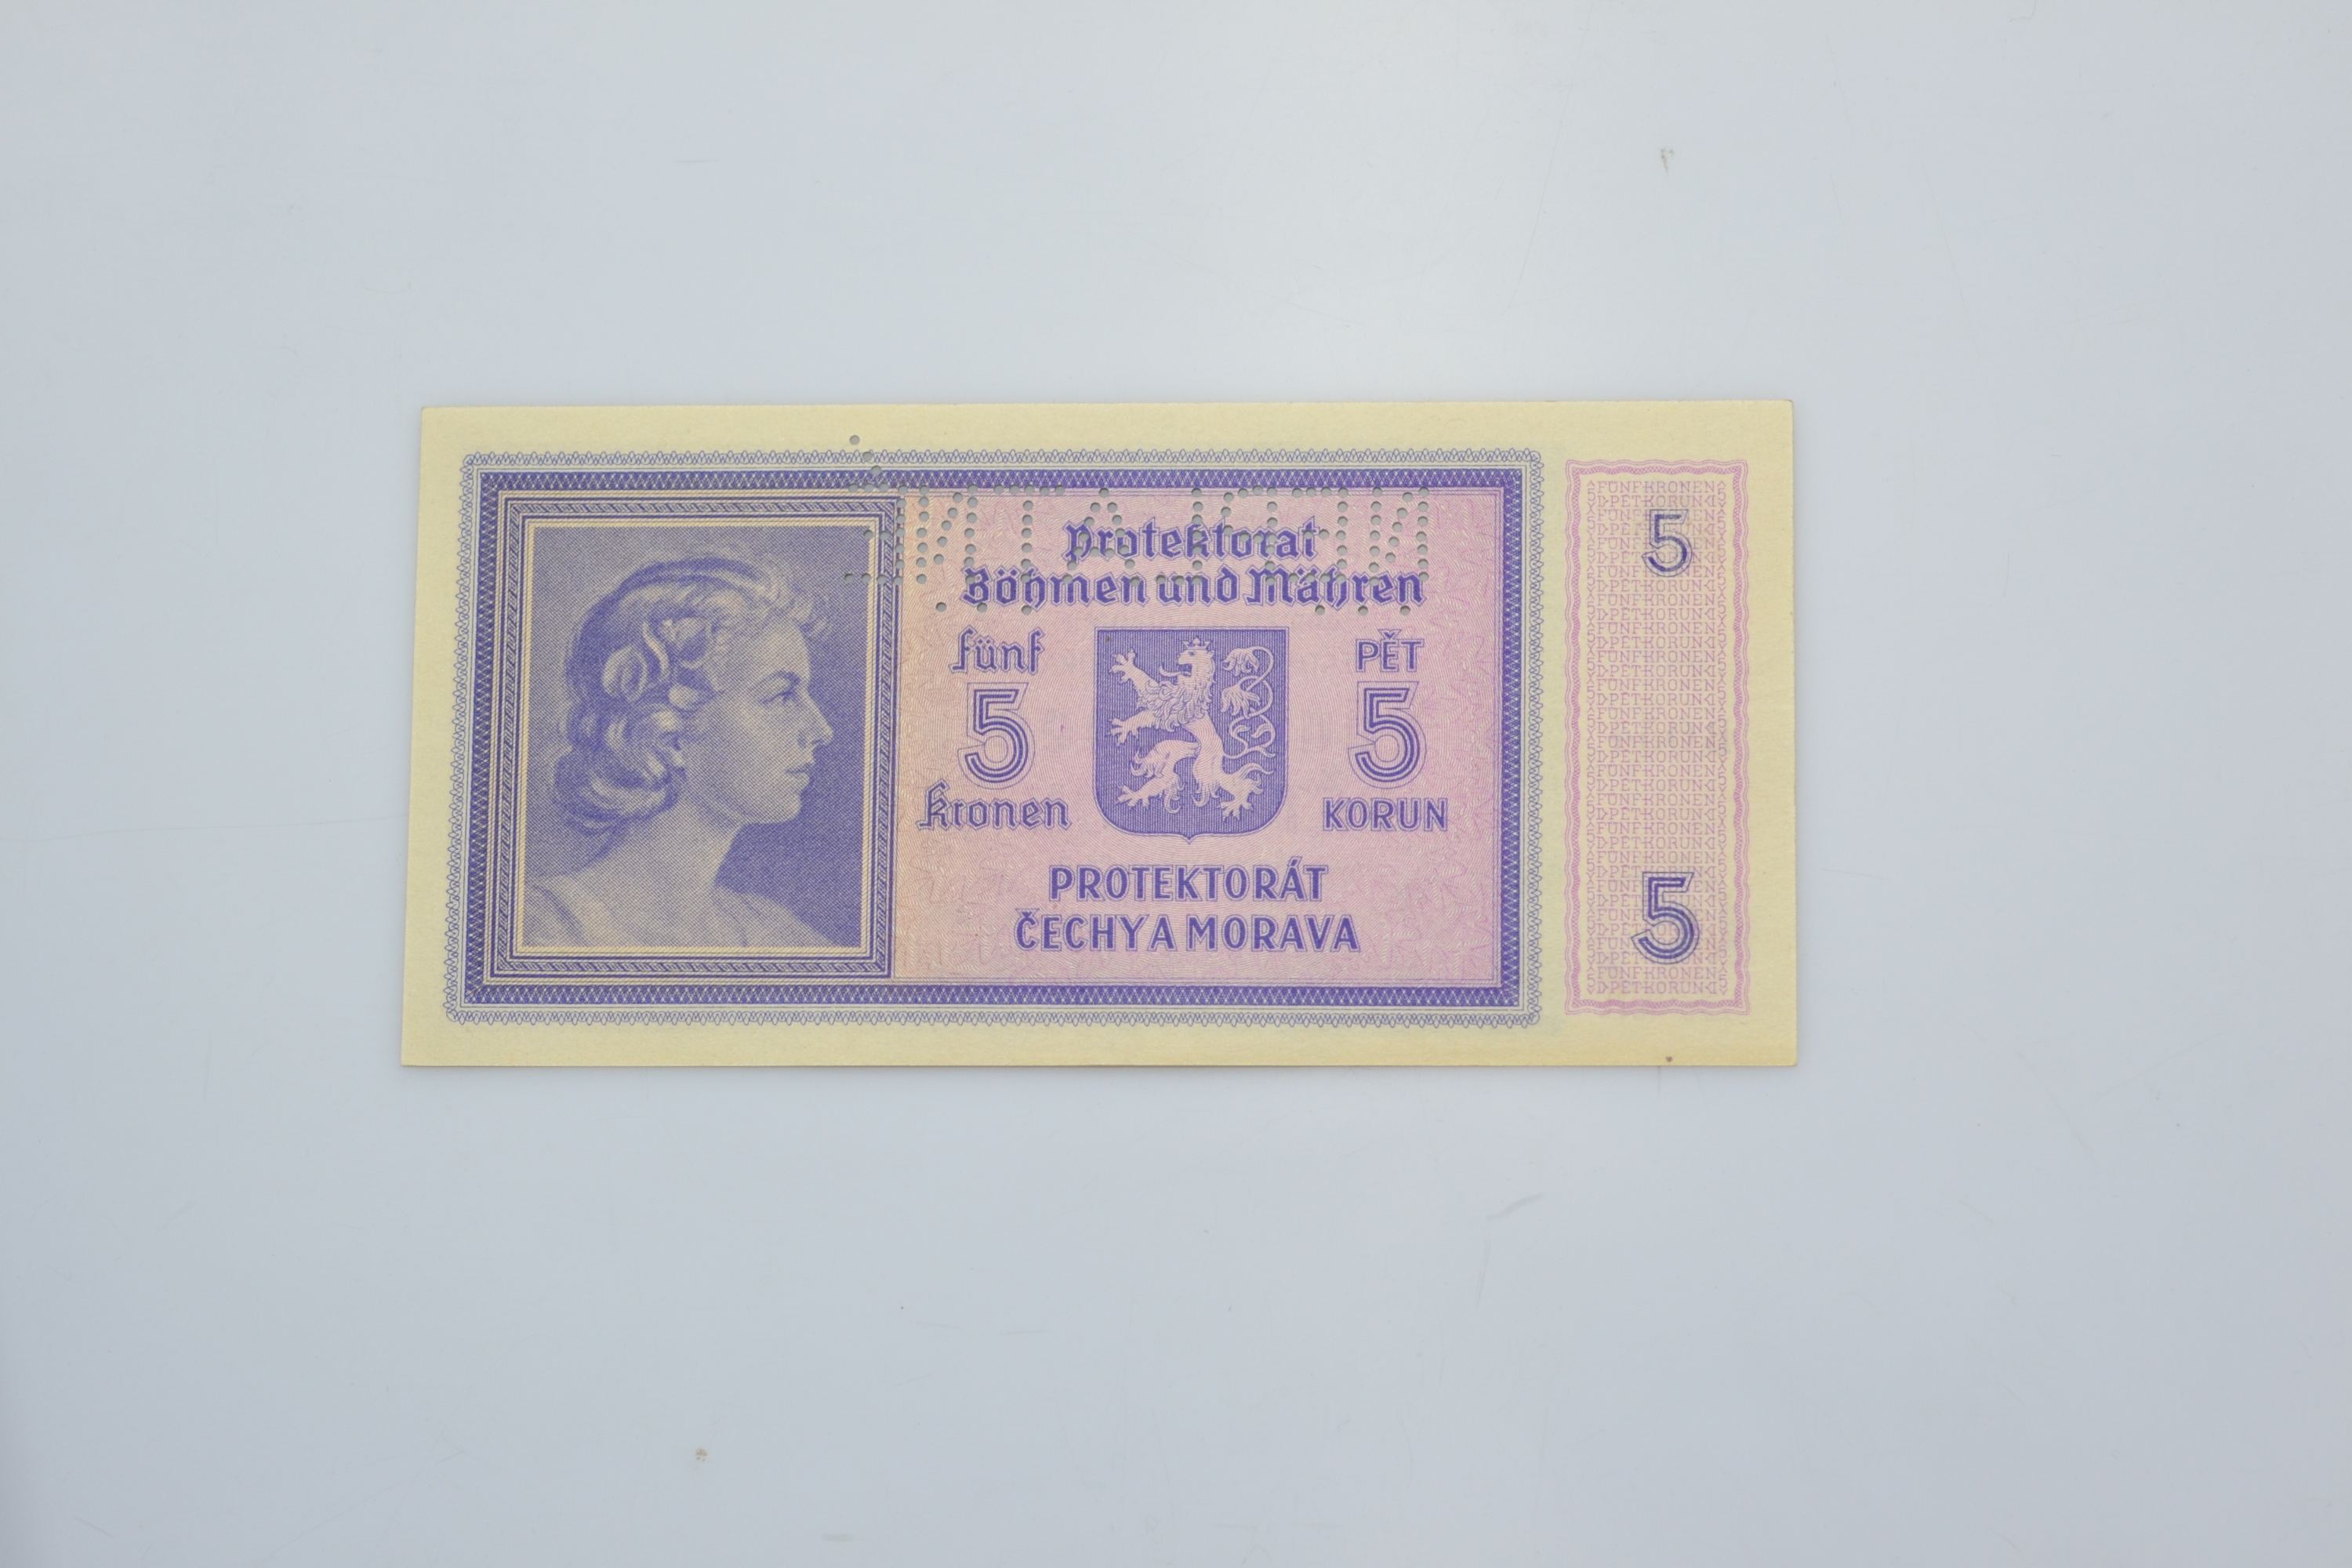 Protektorat
Böhmen und Mähren
fünf
5
Kronen
PĚT
5
KORUN
PROTEKTORÁT
ČECHY A MORAVA
5
5